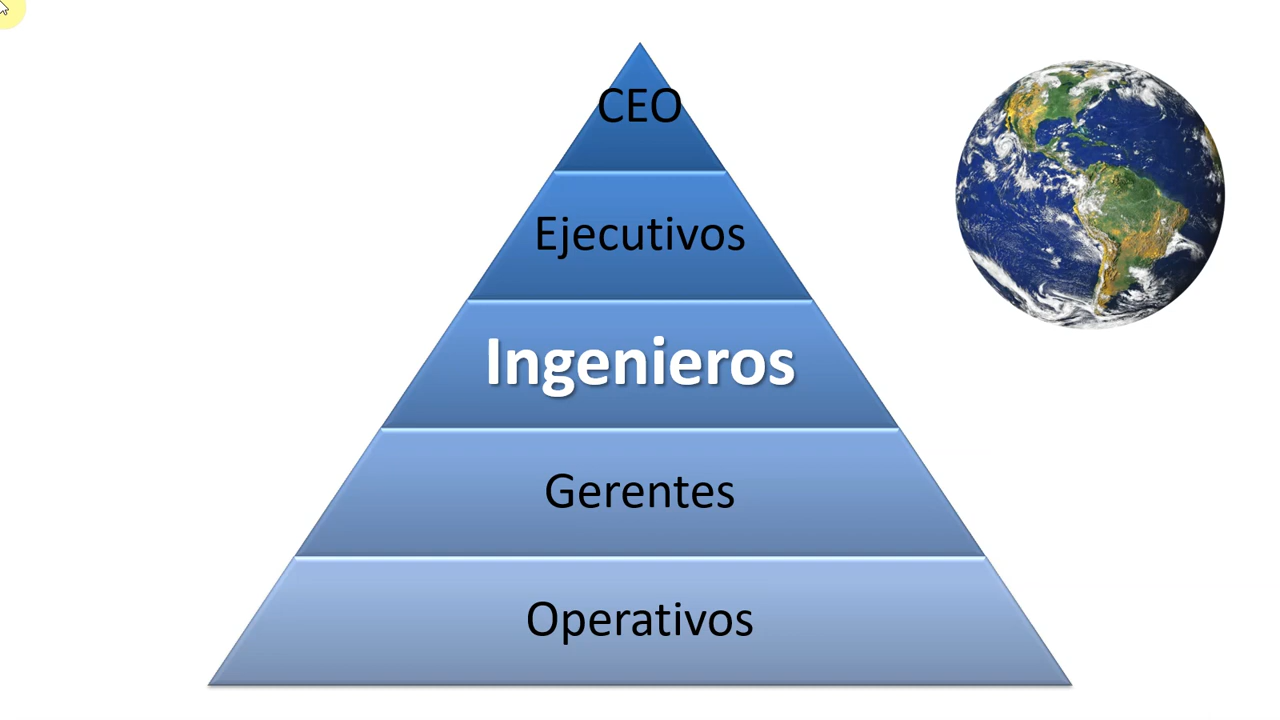 CEO
Ejecutivos
Ingenieros
Gerentes
Operativos